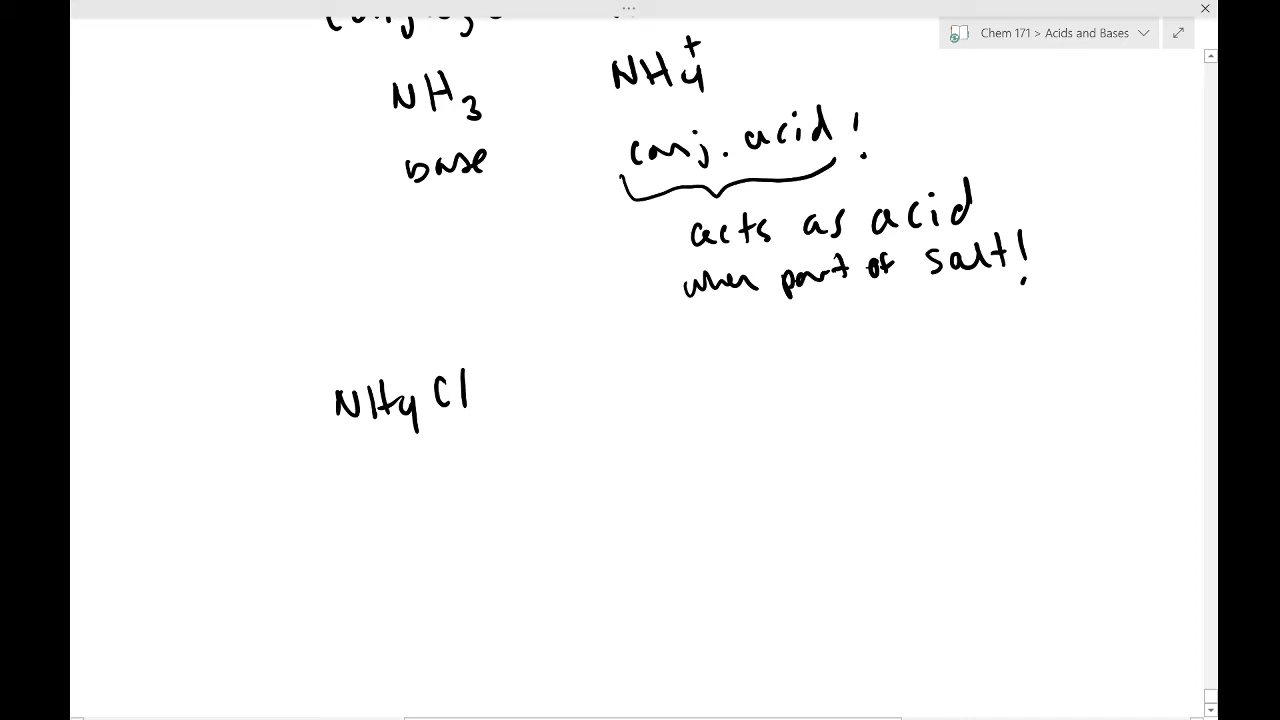 Chem 171 > Acids and Bases
NH3 NH4+
base conj. acid!
acts as acid
when part of salt!
NH4Cl